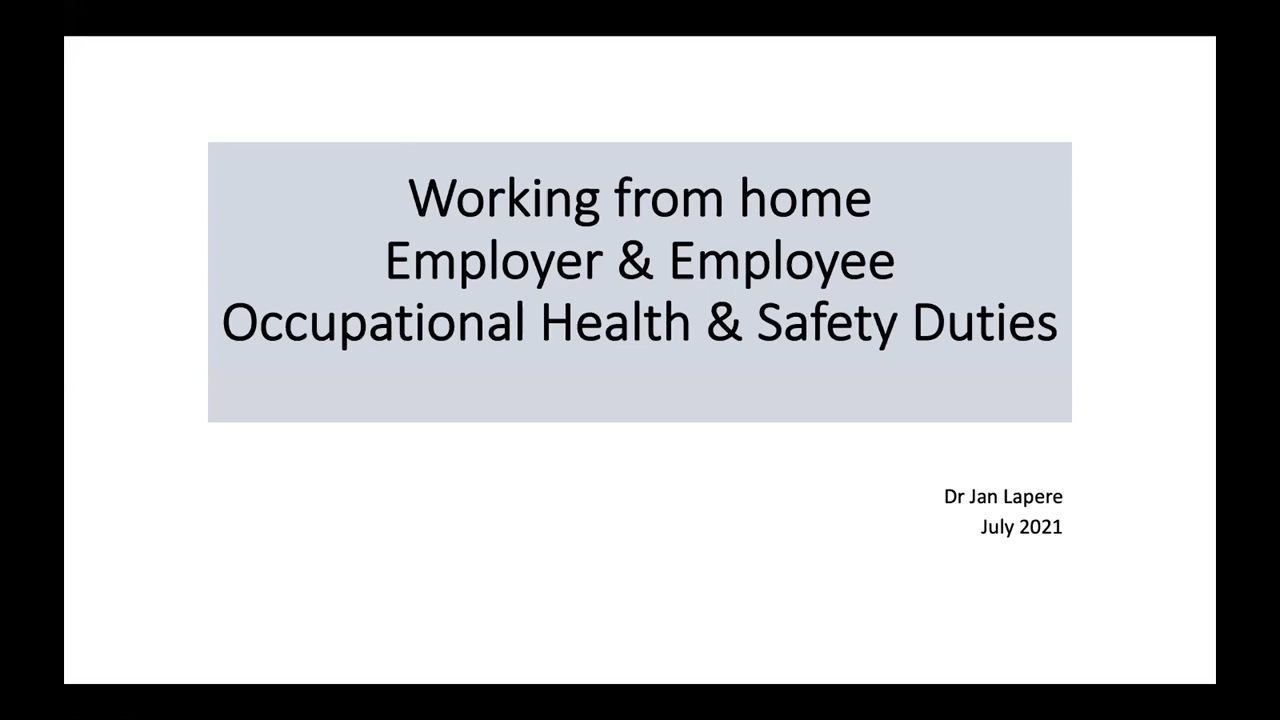 Working from home
Employer & Employee
Occupational Health & Safety Duties
Dr Jan Lapere
July 2021